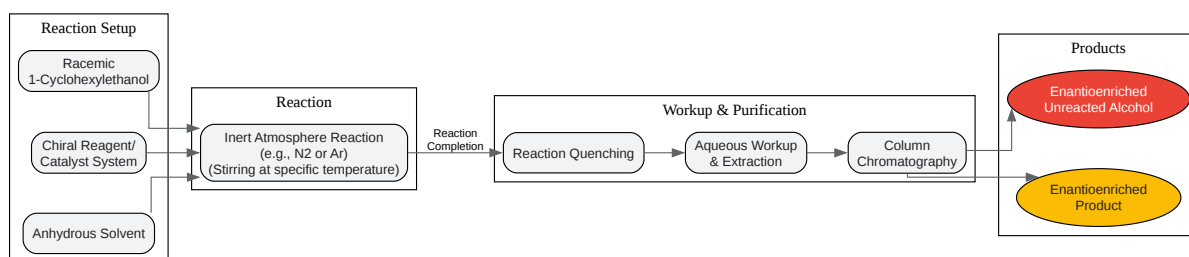 Reaction Setup
Racemic
1-Cyclohexylethanol
Chiral Reagent/
Catalyst System
Anhydrous Solvent
Reaction
Inert Atmosphere Reaction
(e.g., N2 or Ar)
(Stirring at specific temperature)
Reaction
Completion
Workup & Purification
Reaction Quenching
Aqueous Workup
& Extraction
Column
Chromatography
Products
Enantioenriched
Unreacted Alcohol
Enantioenriched
Product